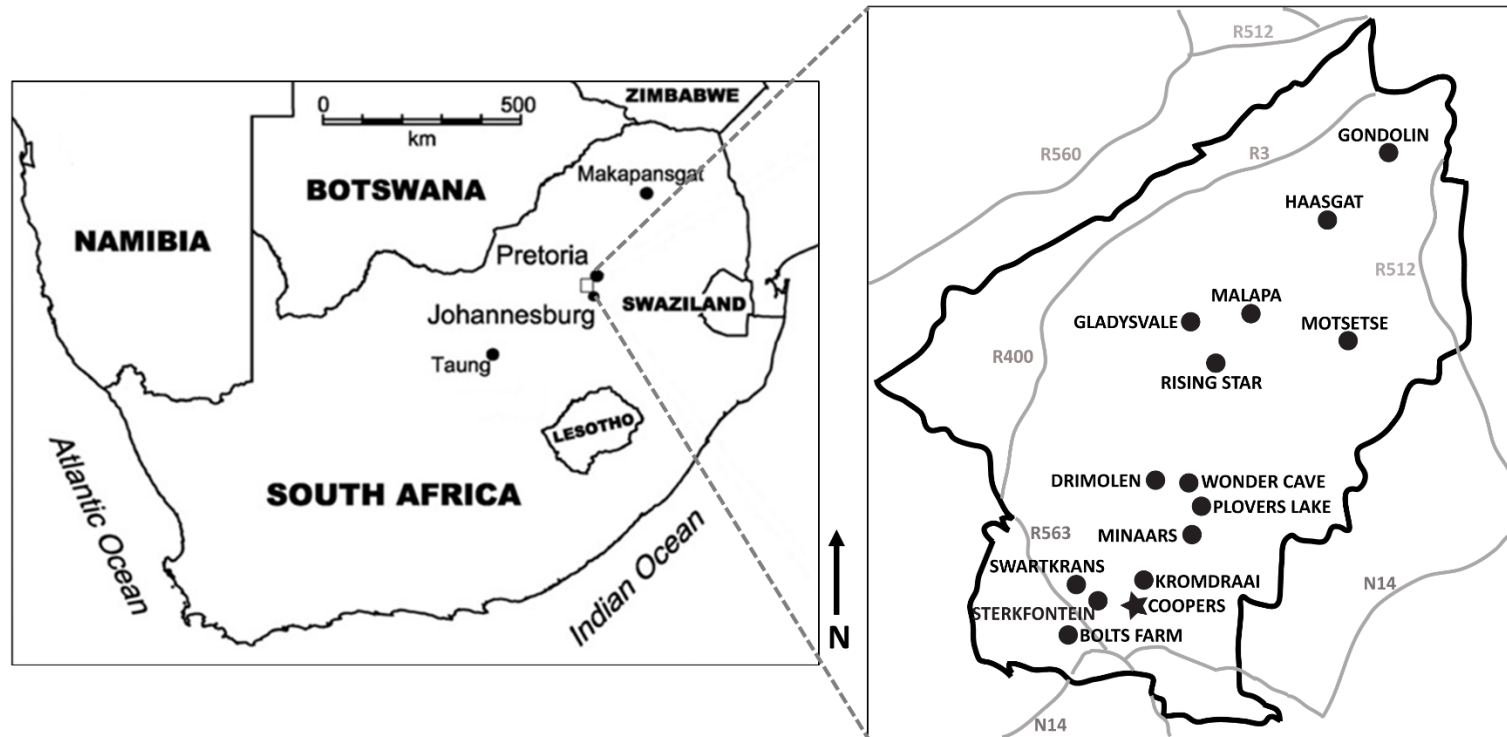 ZIMBABWE
0 500
km
Makapansgat
BOTSWANA
NAMIBIA
Pretoria
SWAZILAND
Johannesburg
Taung
LESOTHO
SOUTH AFRICA
Atlantic Ocean
Indian Ocean
N
R512
R560
R3
GONDOLIN
HAASGAT
R512
MALAPA
GLADYSVALE
MOTSETSE
R400
RISING STAR
DRIMOLEN
WONDER CAVE
PLOVERS LAKE
R563
MINAARS
SWARTKRANS
KROMDRAAI
N14
COOPERS
STERKFONTEIN
BOLTS FARM
N14